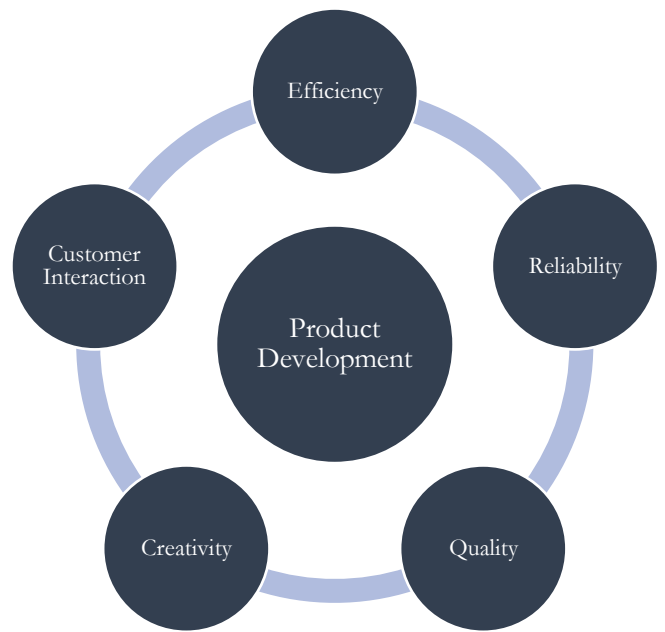 Efficiency
Customer
Interaction
Reliability
Product
Development
Creativity
Quality